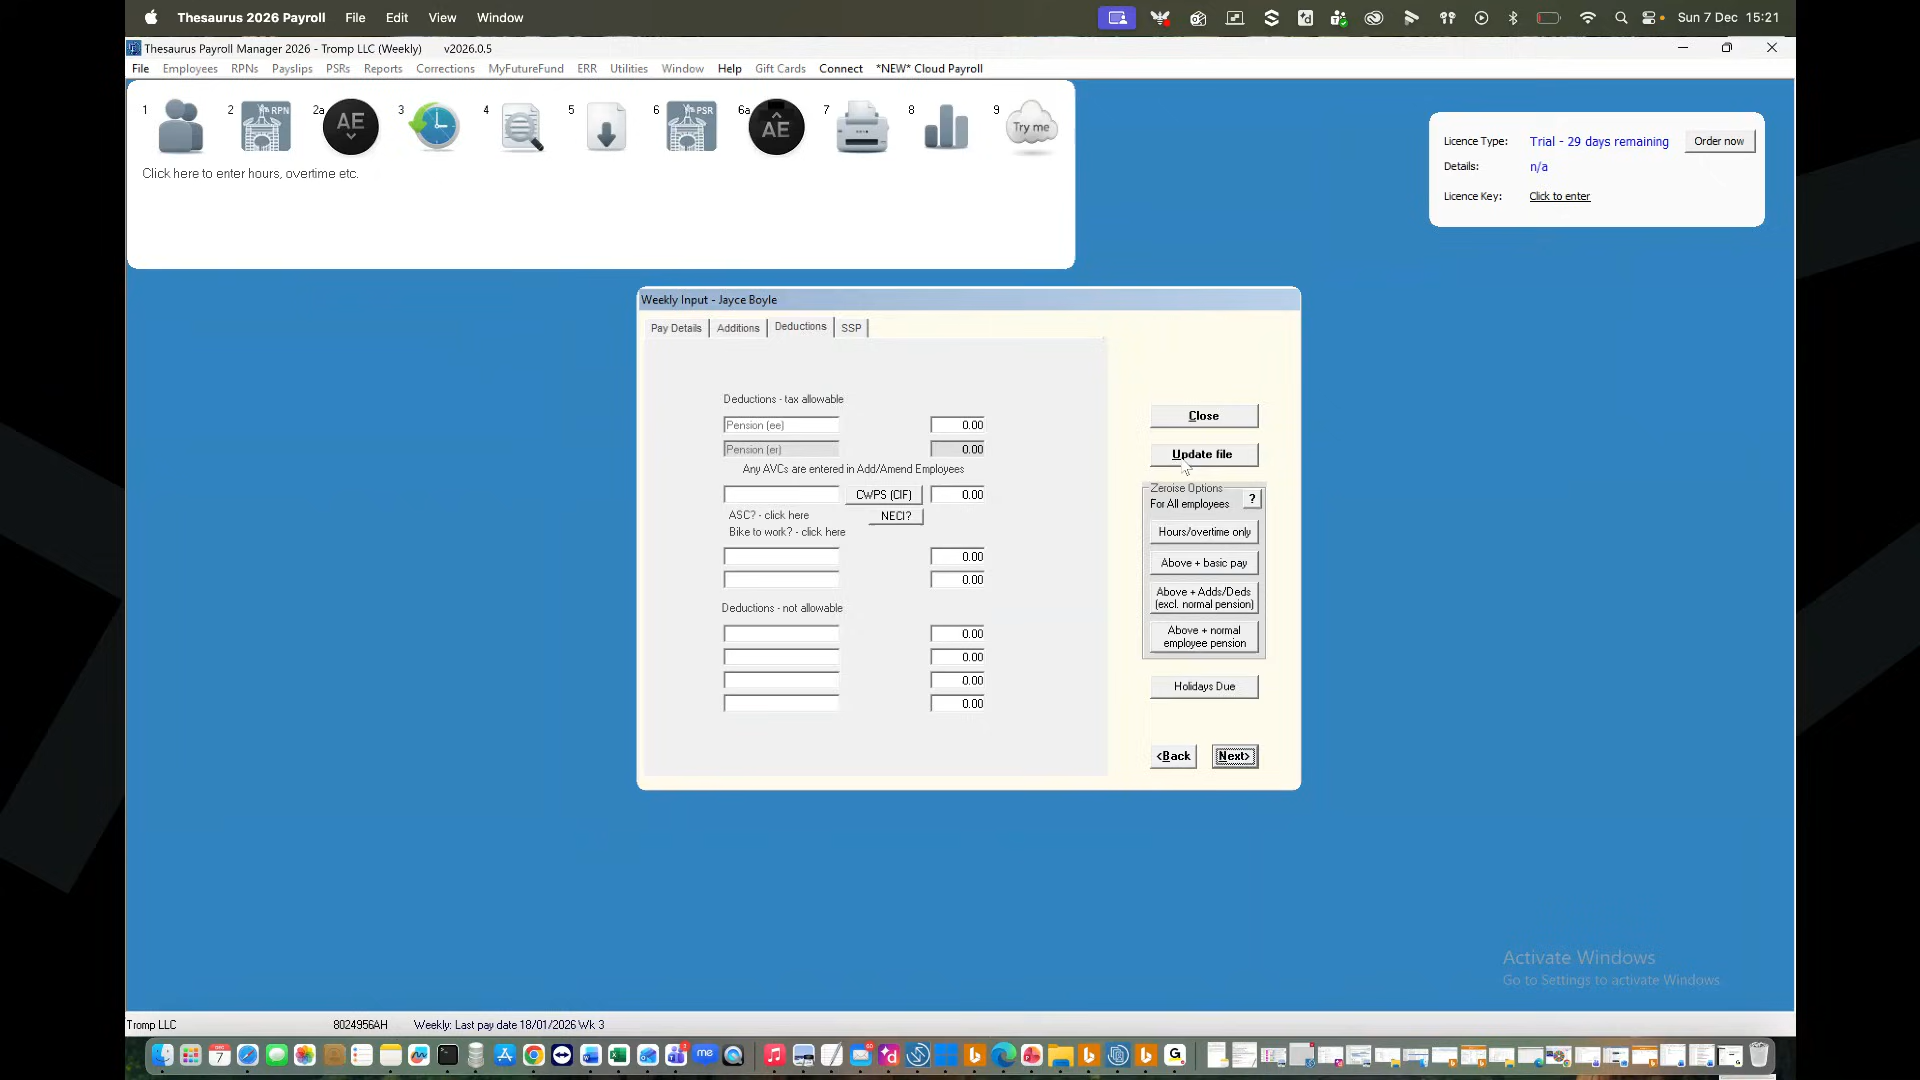 Thesaurus 2026 Payroll File Edit View Window Sun 7 Dec 15:21
Thesaurus Payroll Manager 2026 - Tromp LLC (Weekly) v2026.0.5
File Employees RPNs Payslips PSRs Reports Corrections MyFutureFund ERR Utilities Window Help Gift Cards Connect *NEW* Cloud Payroll
1 2 RPN 2a AE 3 4 5 6 PSR 6a AE 7 8 9 Try me
Click here to enter hours, overtime etc.
Licence Type: Trial - 29 days remaining Order now
Details: n/a
Licence Key: Click to enter
Weekly Input - Jayce Boyle
Pay Details Additions Deductions SSP
Deductions - tax allowable
Pension (ee) 0.00
Pension (er) 0.00
Any AVCs are entered in Add/Amend Employees
CWPS (CIF) 0.00
ASC? - click here NECI?
Bike to work? - click here
0.00
0.00
Deductions - not allowable
0.00
0.00
0.00
0.00
Close
Update file
Zeroise Options
For All employees ?
Hours/overtime only
Above + basic pay
Above + Adds/Deds
(excl. normal pension)
Above + normal
employee pension
Holidays Due
<Back Next>
Activate Windows
Go to Settings to activate Windows.
Tromp LLC 8024956AH Weekly: Last pay date 18/01/2026 Wk 3